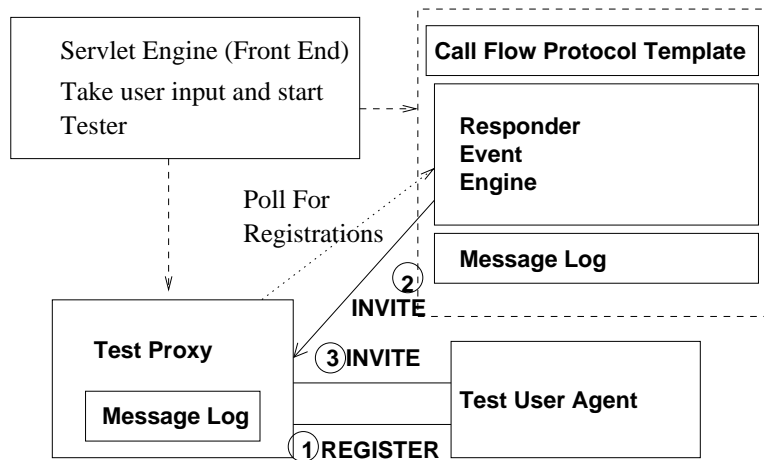 Servlet Engine (Front End)
Take user input and start
Tester
Call Flow Protocol Template
Responder
Event
Engine
Message Log
Poll For
Registrations
2
INVITE
Test Proxy
Message Log
3 INVITE
1 REGISTER
Test User Agent